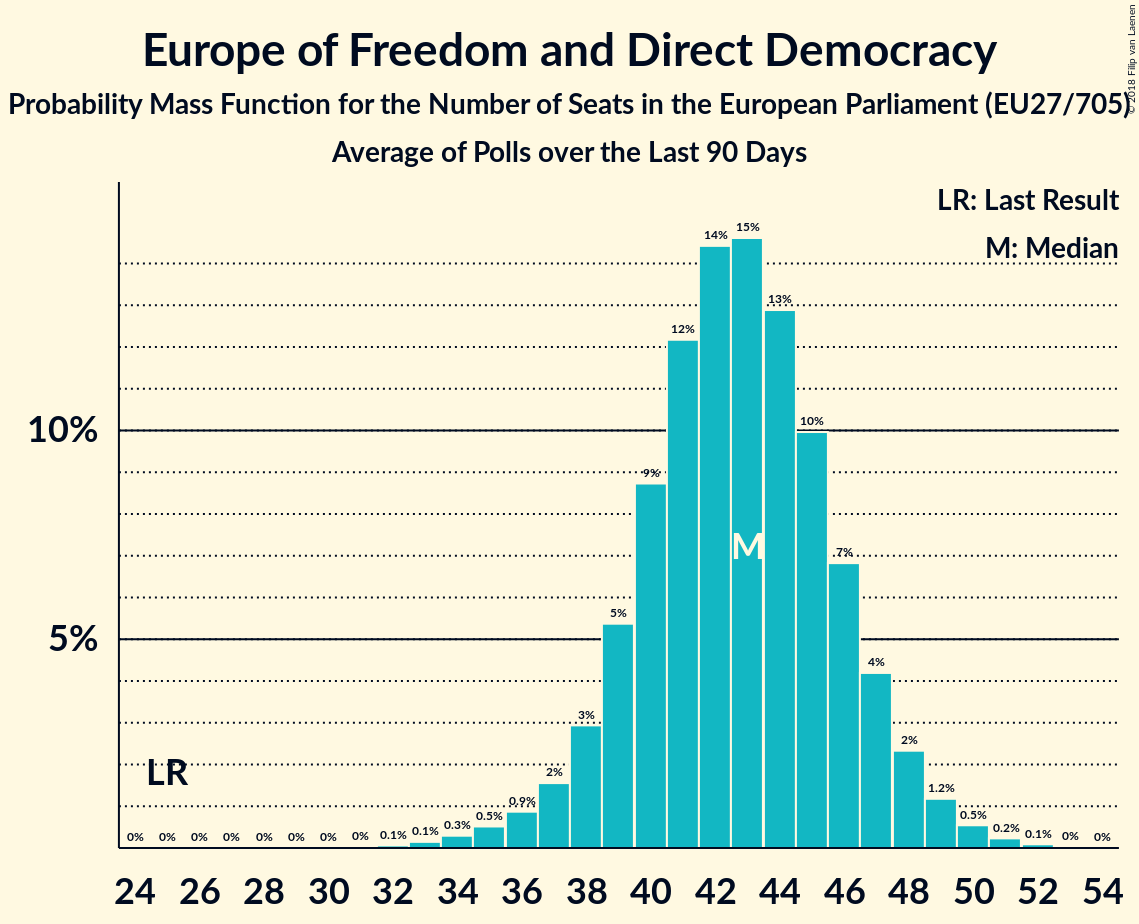 Europe of Freedom and Direct Democracy
Probability Mass Function for the Number of Seats in the European Parliament (EU27/705)
Average of Polls over the Last 90 Days
© 2018 Filip van Laenen
LR: Last Result
M: Median
10%
5%
LR
M
0% 0% 0% 0% 0% 0% 0% 0% 0.1% 0.1% 0.3% 0.5% 0.9% 2% 3% 5% 9% 12% 14% 15% 13% 10% 7% 4% 2% 1.2% 0.5% 0.2% 0.1% 0% 0%
24 26 28 30 32 34 36 38 40 42 44 46 48 50 52 54